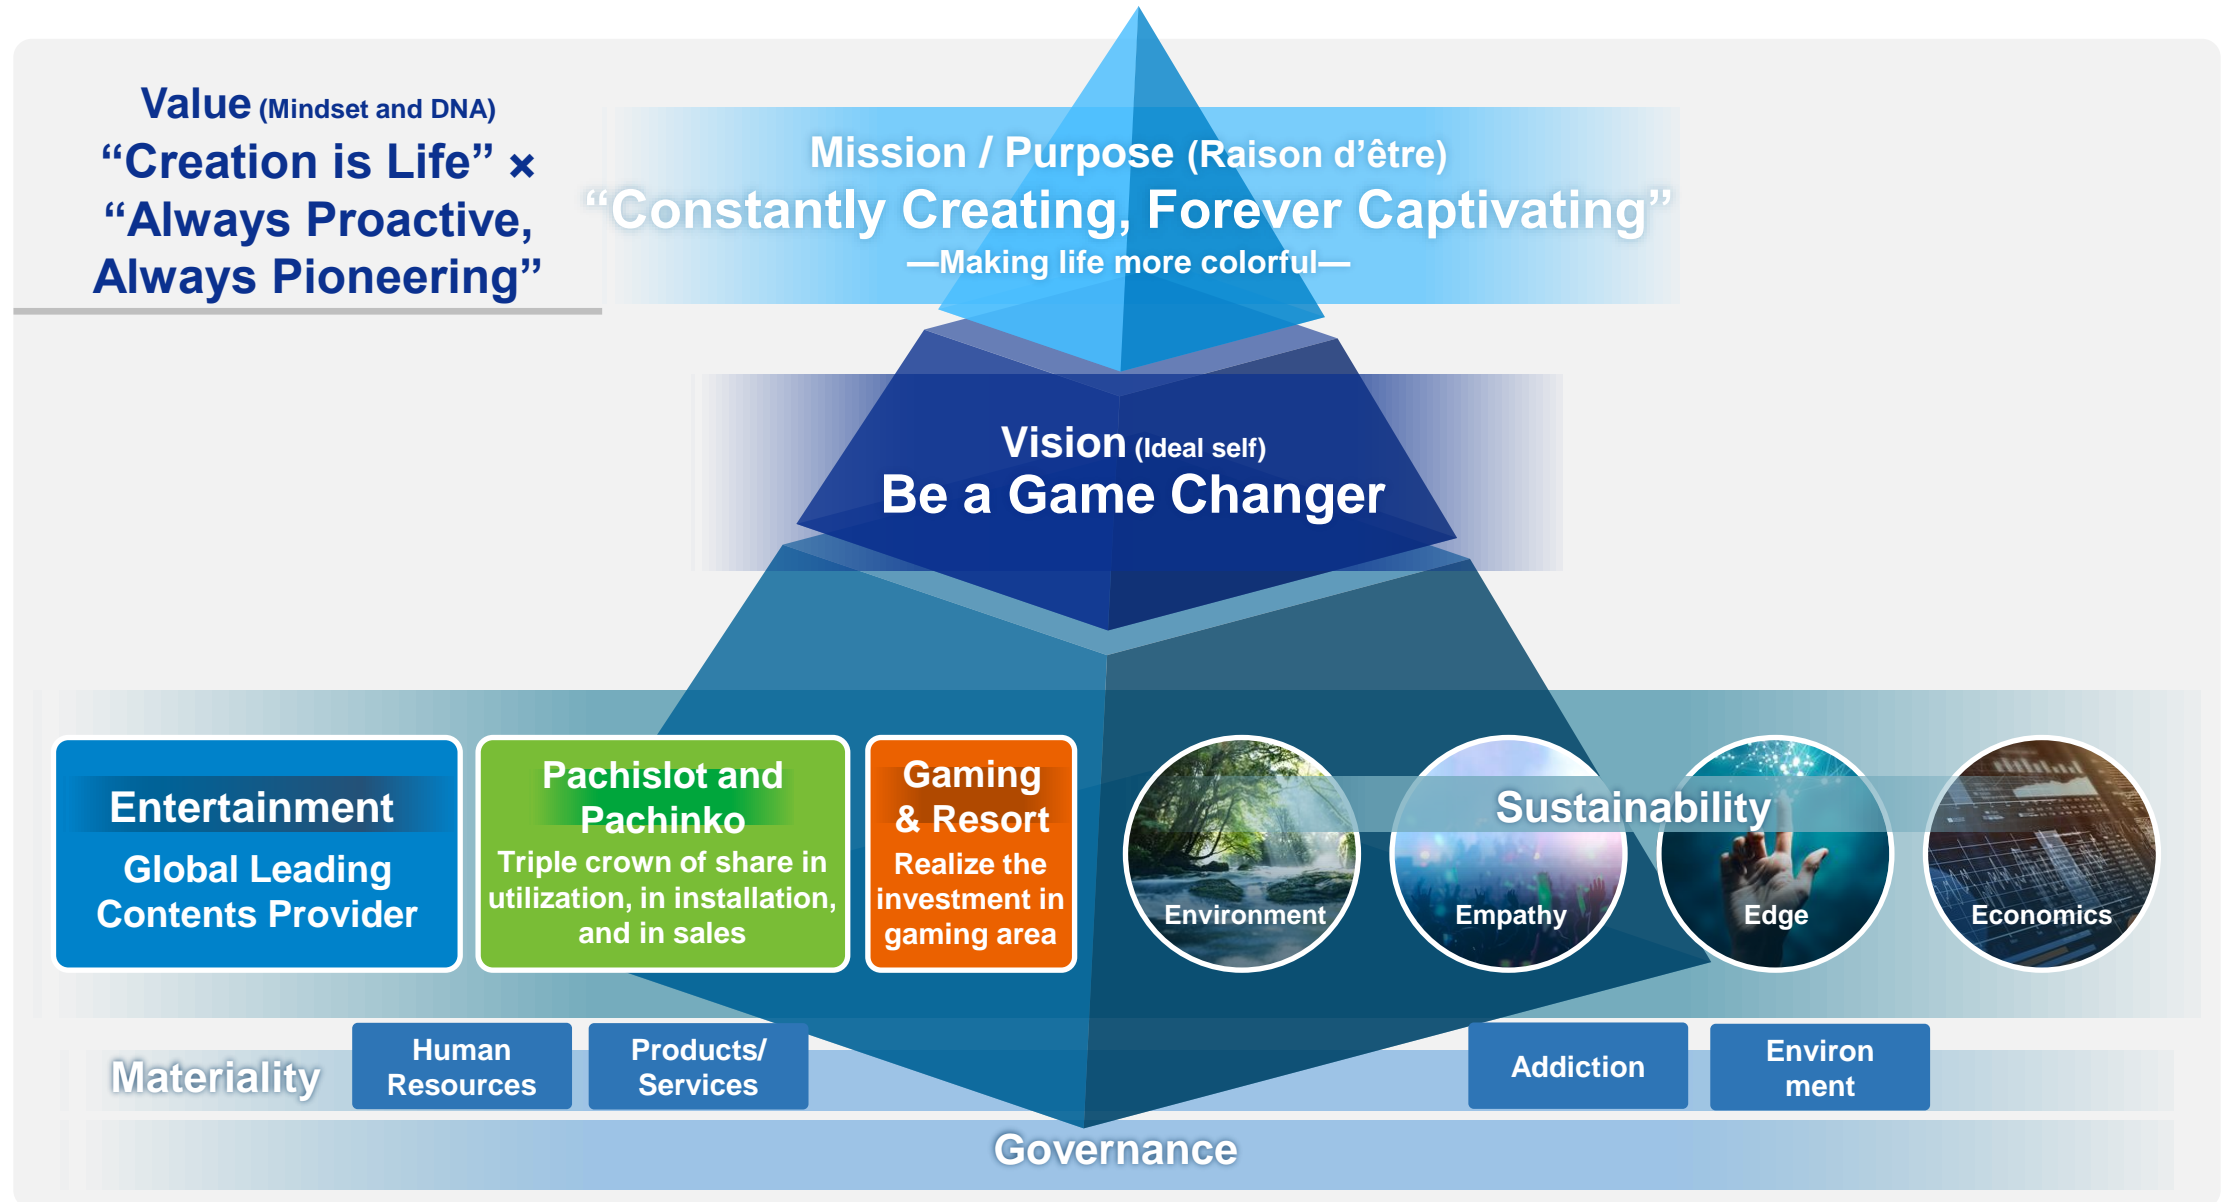 Value (Mindset and DNA)
“Creation is Life” ×
“Always Proactive,
Always Pioneering”
Mission / Purpose (Raison d’être)
“Constantly Creating, Forever Captivating”
—Making life more colorful—
Vision (Ideal self)
Be a Game Changer
Entertainment
Global Leading
Contents Provider
Pachislot and
Pachinko
Triple crown of share in
utilization, in installation,
and in sales
Gaming
& Resort
Realize the
investment in
gaming area
Sustainability
Environment
Empathy
Edge
Economics
Materiality
Human
Resources
Products/
Services
Addiction
Environ
ment
Governance